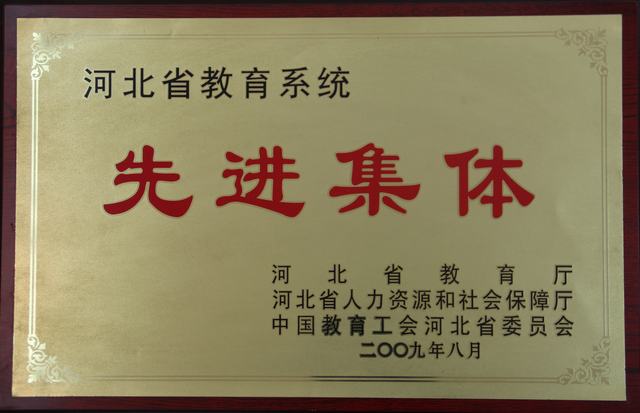 河北省教育系统
先进集体
河北省教育厅
河北省人力资源和社会保障厅
中国教育工会河北省委员会
二〇〇九年八月